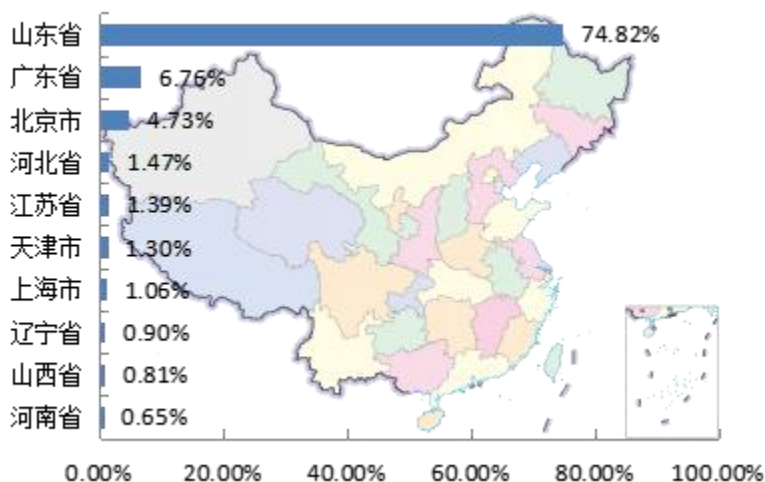 山东省 74.82%
广东省 6.76%
北京市 4.73%
河北省 1.47%
江苏省 1.39%
天津市 1.30%
上海市 1.06%
辽宁省 0.90%
山西省 0.81%
河南省 0.65%
0.00% 20.00% 40.00% 60.00% 80.00% 100.00%